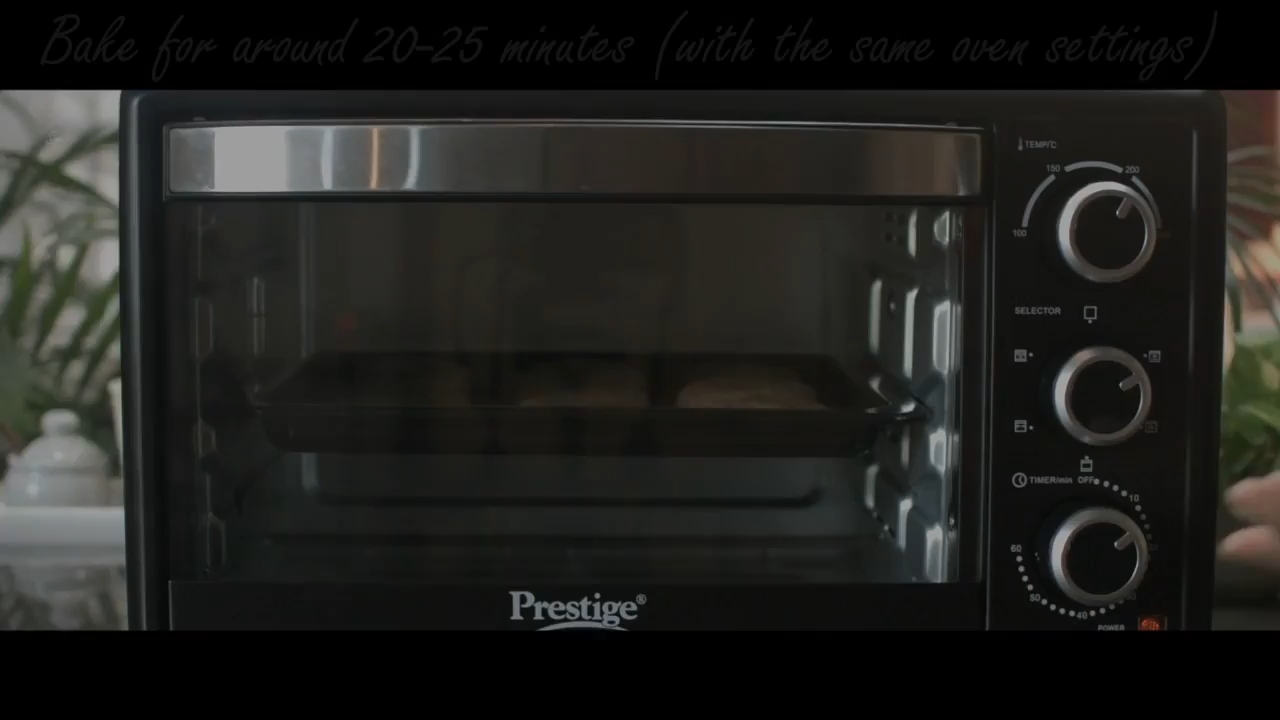 Bake for around 20-25 minutes (with the same oven settings)
TEMP/°C
150
200
100
SELECTOR
TIMER/min OFF
10
60
50
40
Prestige®
POWER